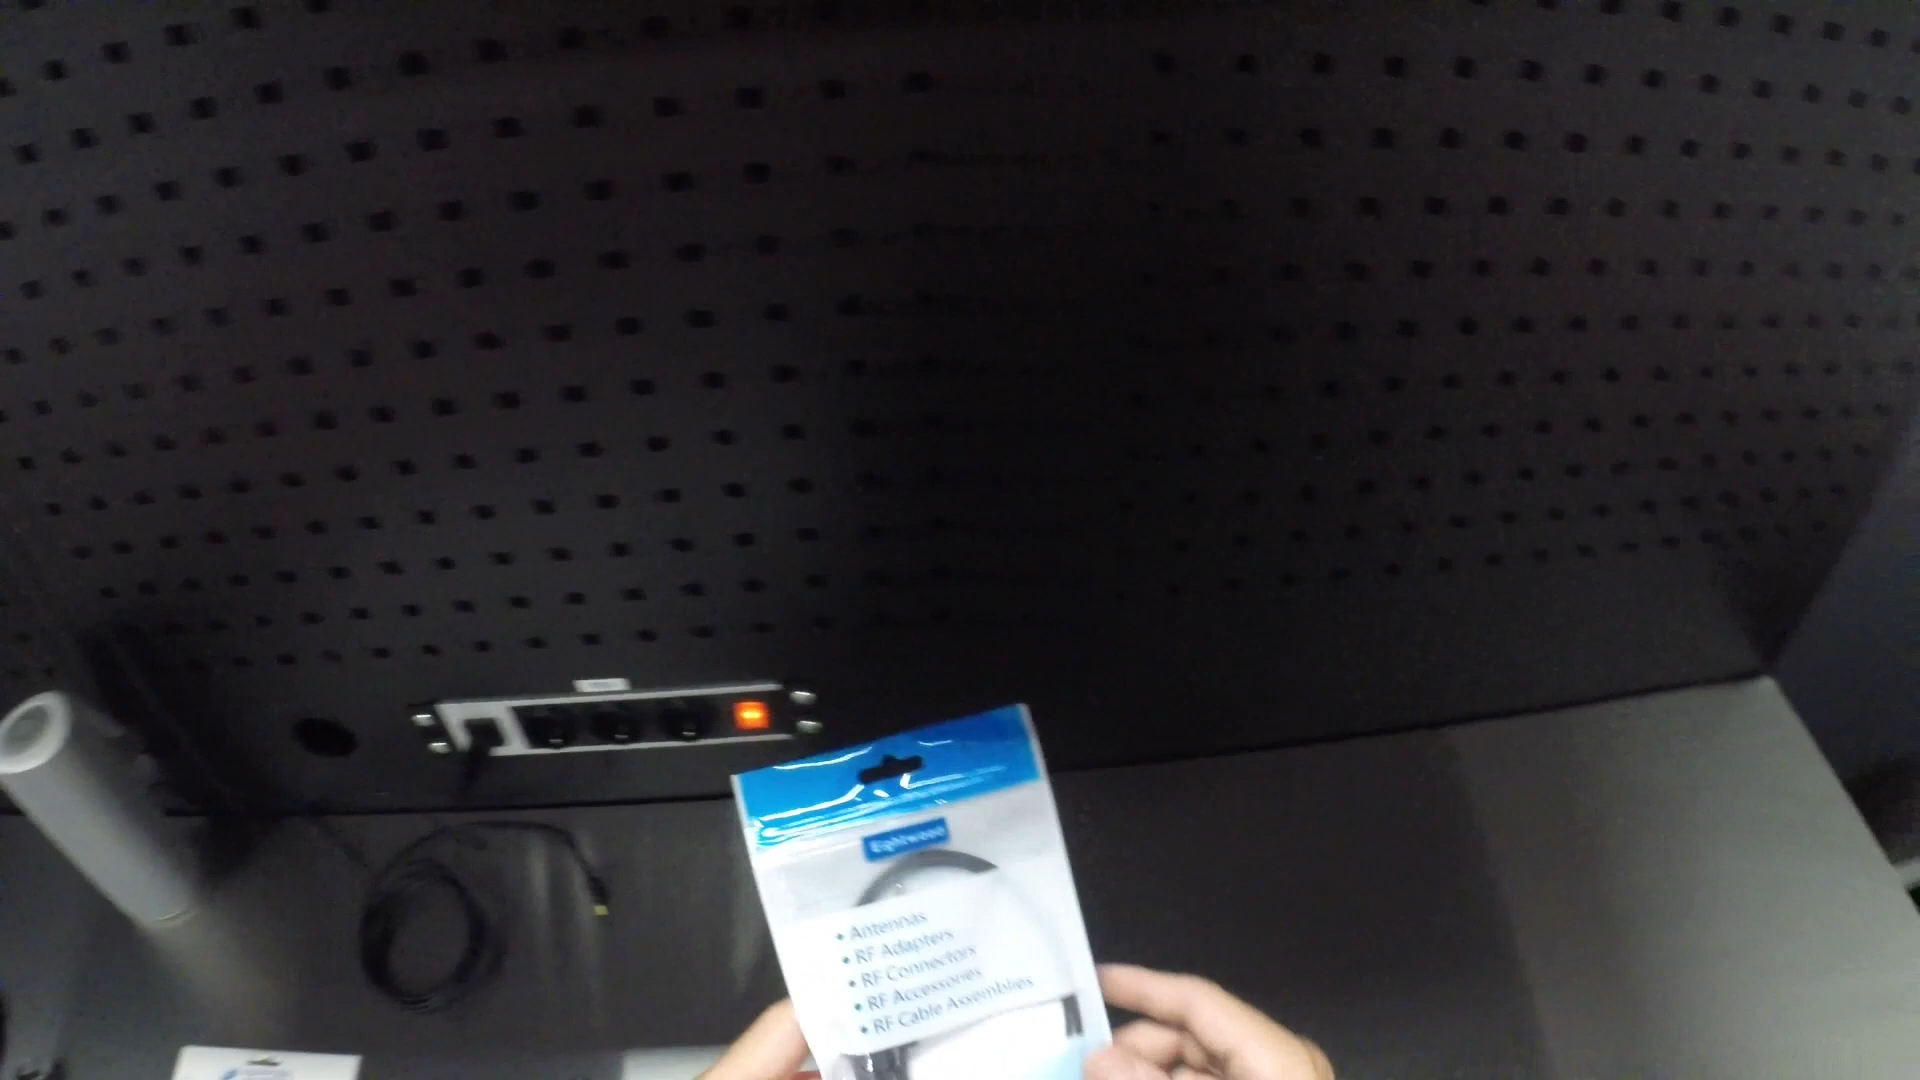 Eightwood
• Antennas
• RF Adapters
• RF Connectors
• RF Accessories
• RF Cable Assemblies